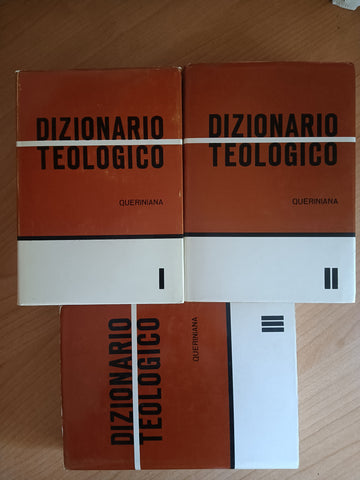 DIZIONARIO
TEOLOGICO
QUERINIANA
I
DIZIONARIO
TEOLOGICO
QUERINIANA
II
DIZIONARIO
TEOLOGICO
QUERINIANA
III